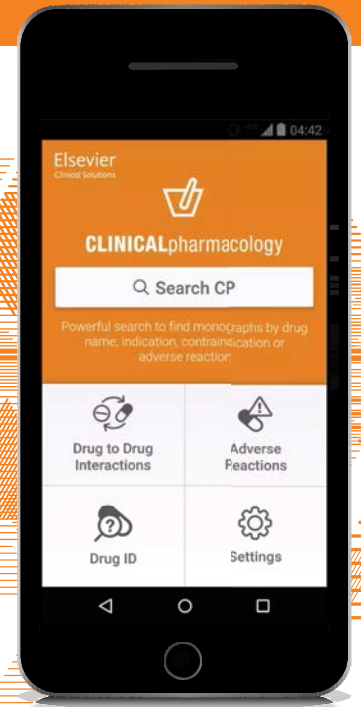 04:42
Elsevier
Clinical Solutions
CLINICALpharmacology
Search CP
Powerful search to find monographs by drug
name, indication, contraindication or
adverse reaction
Drug to Drug
Interactions
Adverse
Reactions
Drug ID
Settings